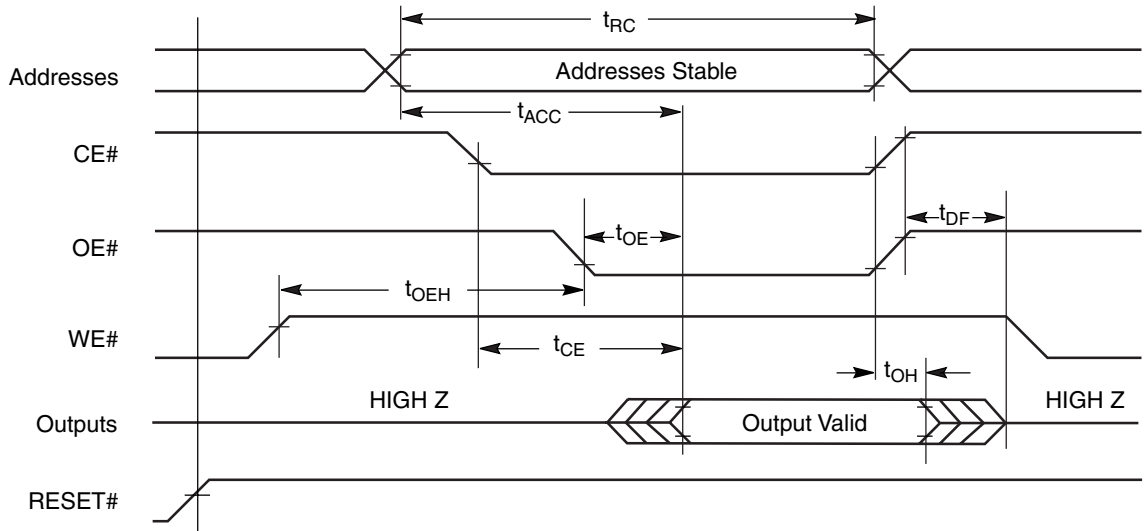 tRC
Addresses
Addresses Stable
tACC
CE#
OE#
tOE
tDF
tOEH
WE#
tCE
tOH
HIGH Z
HIGH Z
Outputs
Output Valid
RESET#